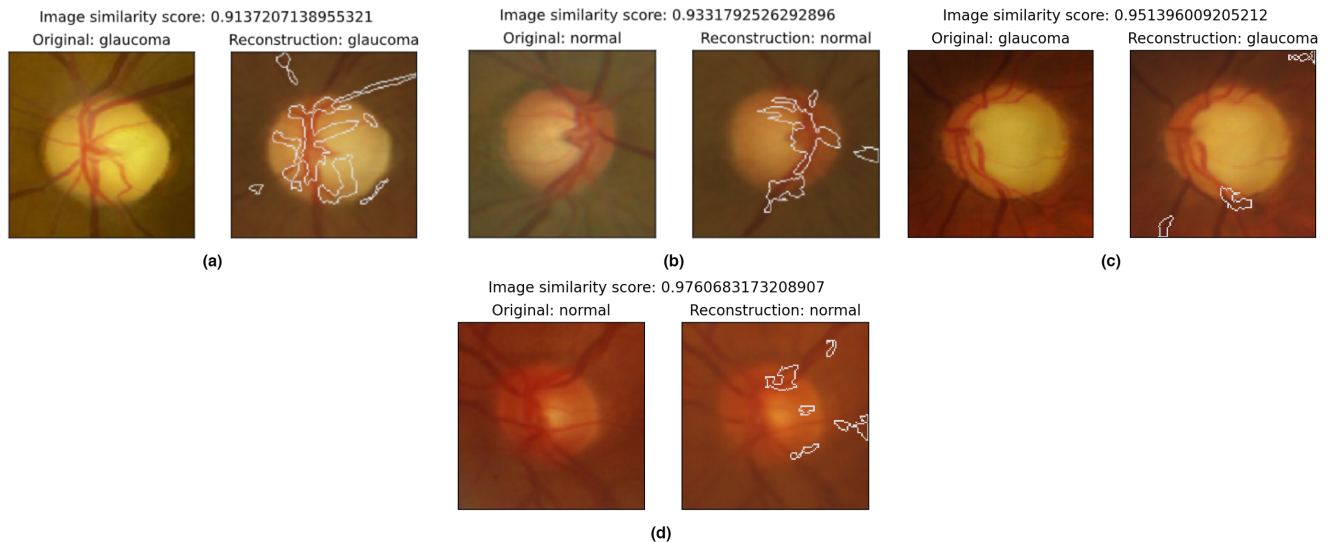 Image similarity score: 0.9137207138955321
Original: glaucoma Reconstruction: glaucoma
(a)
Image similarity score: 0.9331792526292896
Original: normal Reconstruction: normal
(b)
Image similarity score: 0.951396009205212
Original: glaucoma Reconstruction: glaucoma
(c)
Image similarity score: 0.9760683173208907
Original: normal Reconstruction: normal
(d)